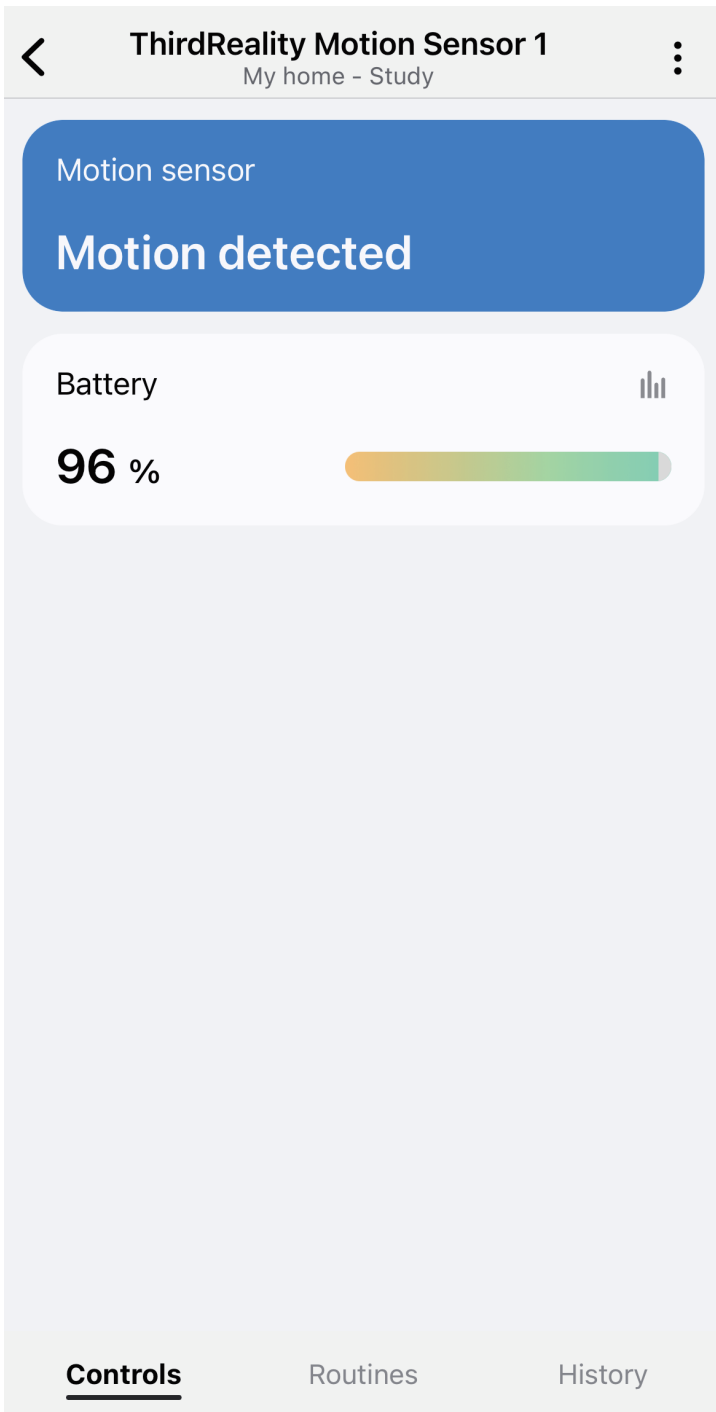 ThirdReality Motion Sensor 1
My home - Study
Motion sensor
Motion detected
Battery
96 %
Controls Routines History